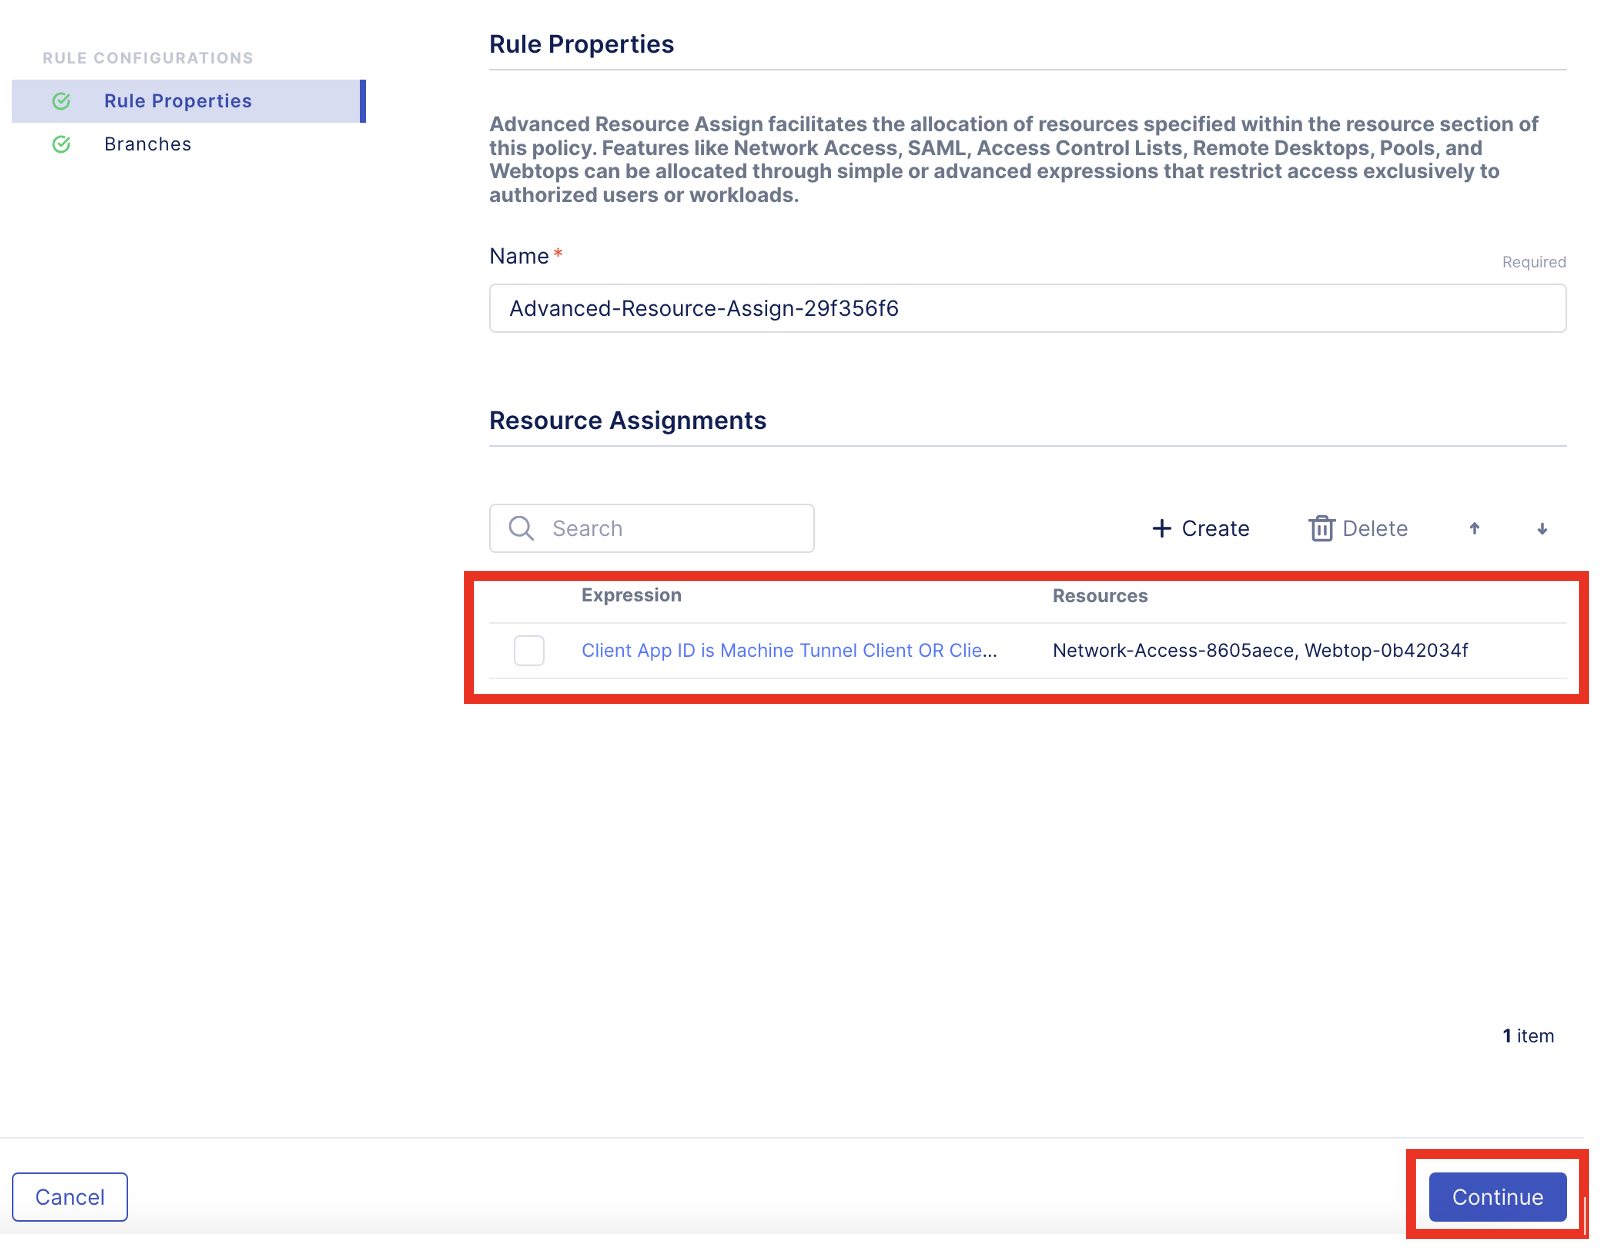 RULE CONFIGURATIONS
Rule Properties
Branches
Rule Properties
Advanced Resource Assign facilitates the allocation of resources specified within the resource section of
this policy. Features like Network Access, SAML, Access Control Lists, Remote Desktops, Pools, and
Webtops can be allocated through simple or advanced expressions that restrict access exclusively to
authorized users or workloads.
Name*
Required
Advanced-Resource-Assign-29f356f6
Resource Assignments
Search
+ Create
Delete
Expression
Resources
Client App ID is Machine Tunnel Client OR Clie...
Network-Access-8605aece, Webtop-0b42034f
1 item
Cancel
Continue